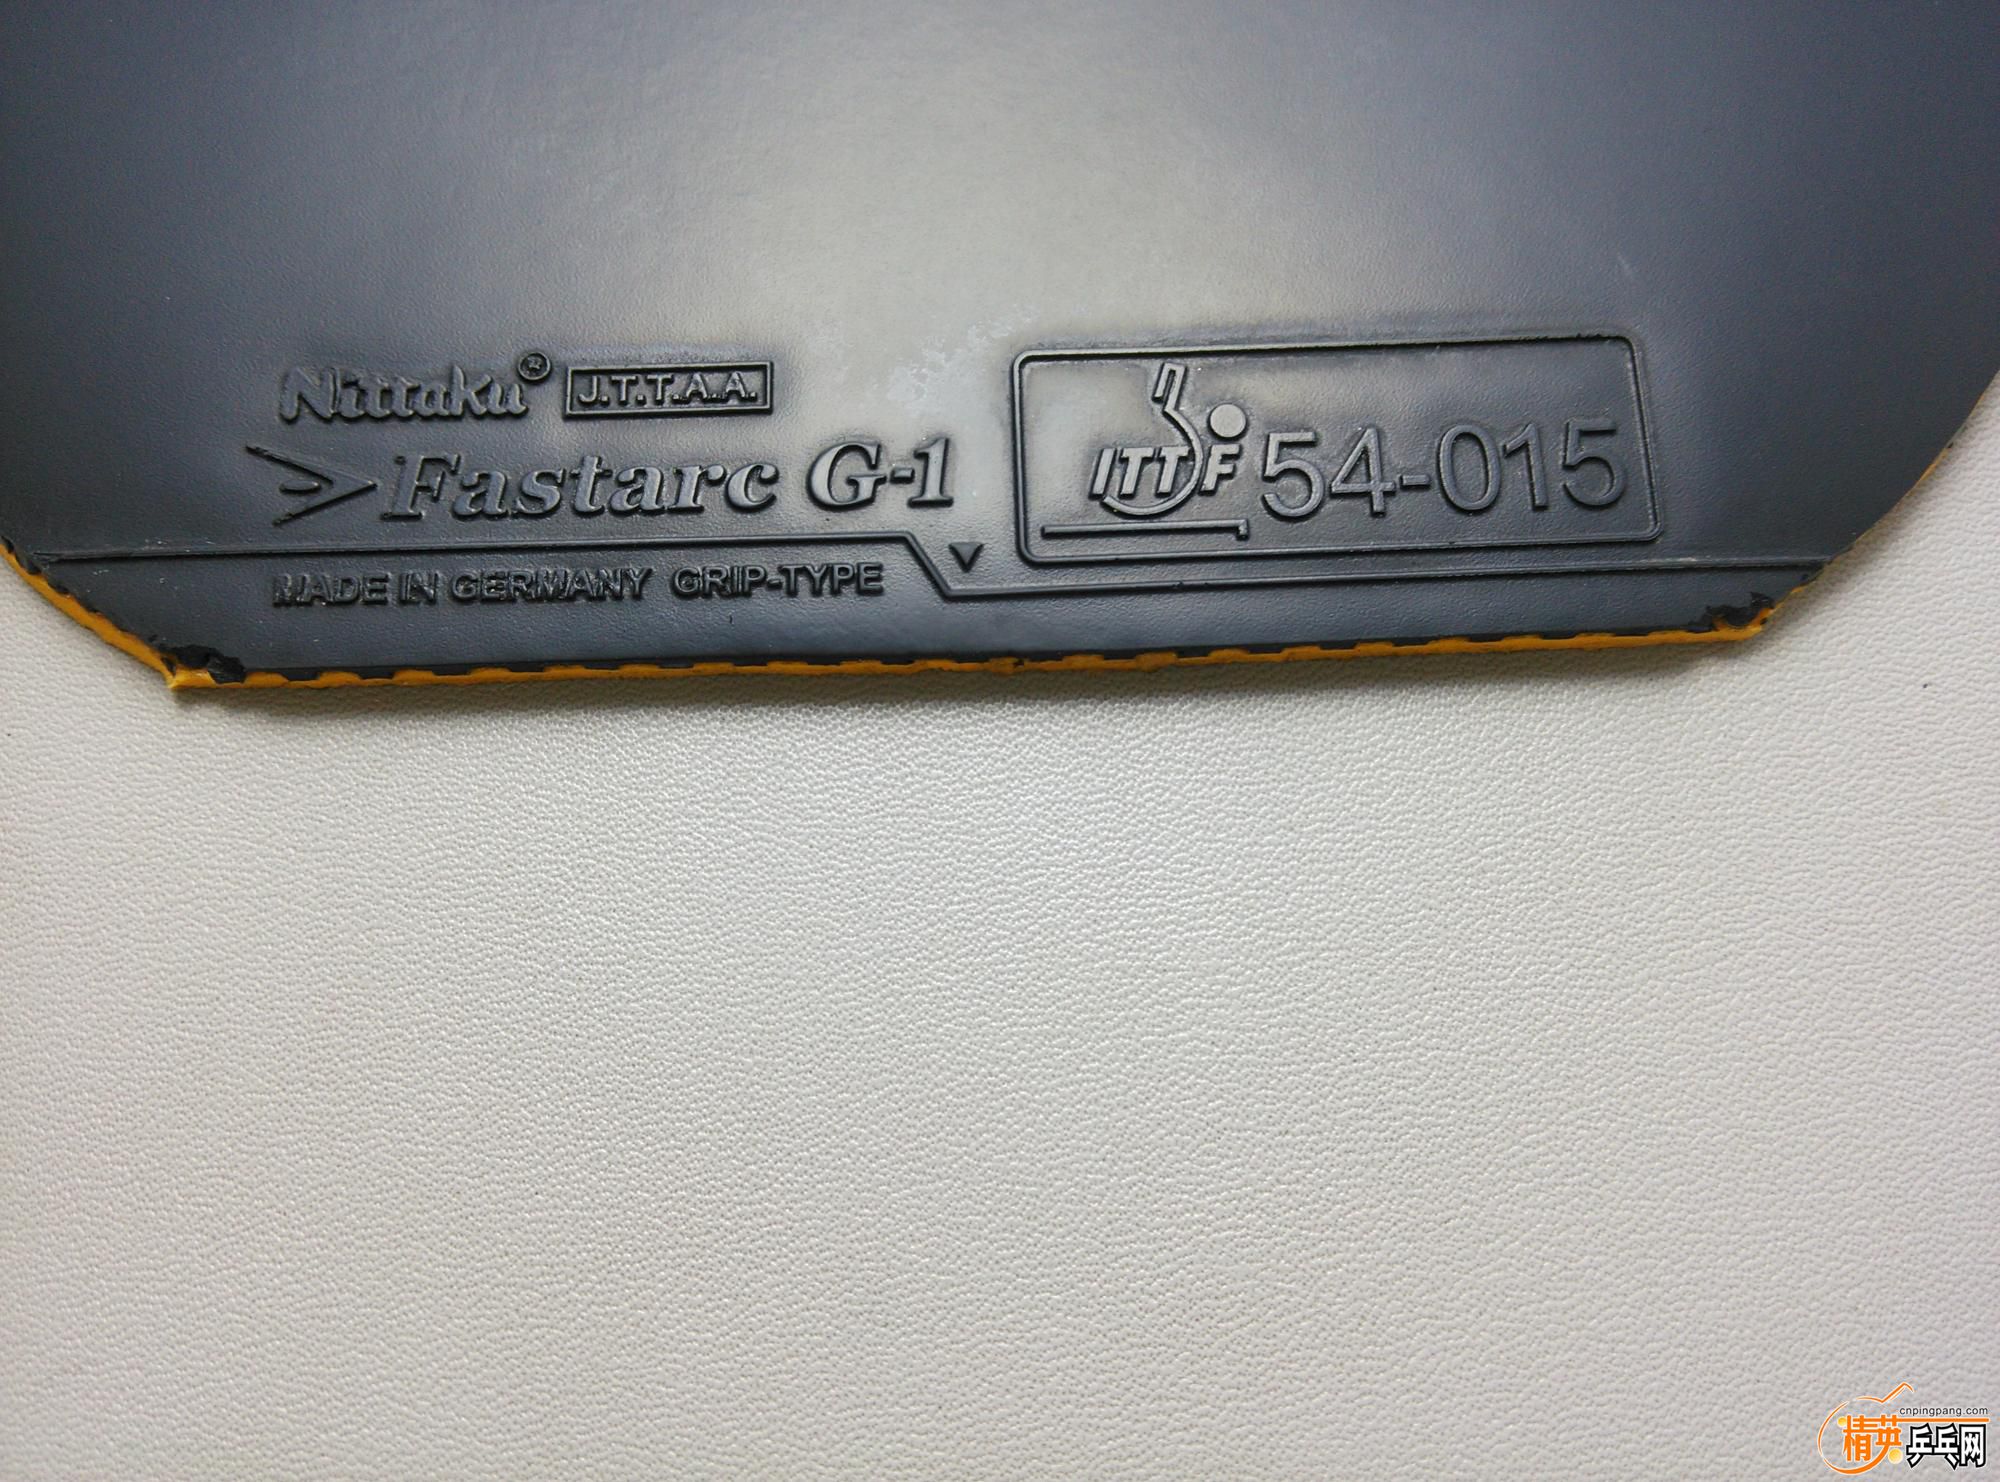 Nittaku® J.T.T.A.A.
Fastarc G-1
ITTF 54-015
MADE IN GERMANY GRIP-TYPE
cnpingpang.com
精英乒乓网